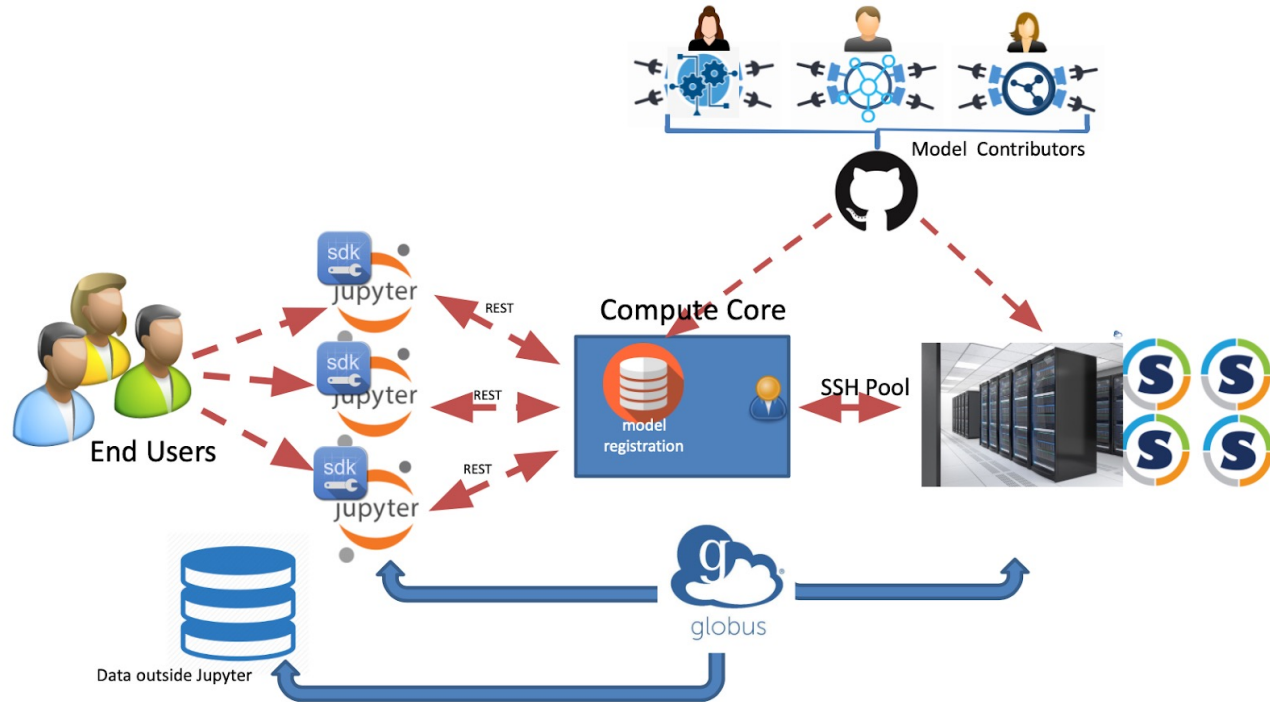 Model Contributors
sdk
jupyter
REST
Compute Core
sdk
jupyter
REST
model
registration
SSH Pool
S
S
S
S
End Users
sdk
jupyter
REST
g
globus
Data outside Jupyter